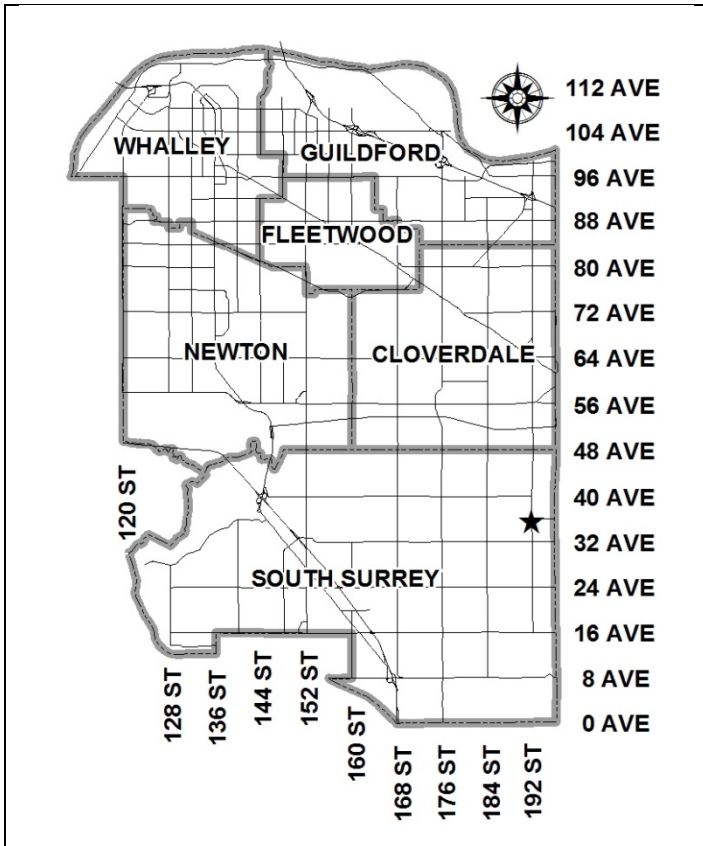 112 AVE
104 AVE
WHALLEY
GUILDFORD
96 AVE
88 AVE
FLEETWOOD
80 AVE
72 AVE
NEWTON
CLOVERDALE
64 AVE
56 AVE
48 AVE
40 AVE
120 ST
32 AVE
SOUTH SURREY
24 AVE
16 AVE
8 AVE
0 AVE
128 ST
136 ST
144 ST
152 ST
160 ST
168 ST
176 ST
184 ST
192 ST